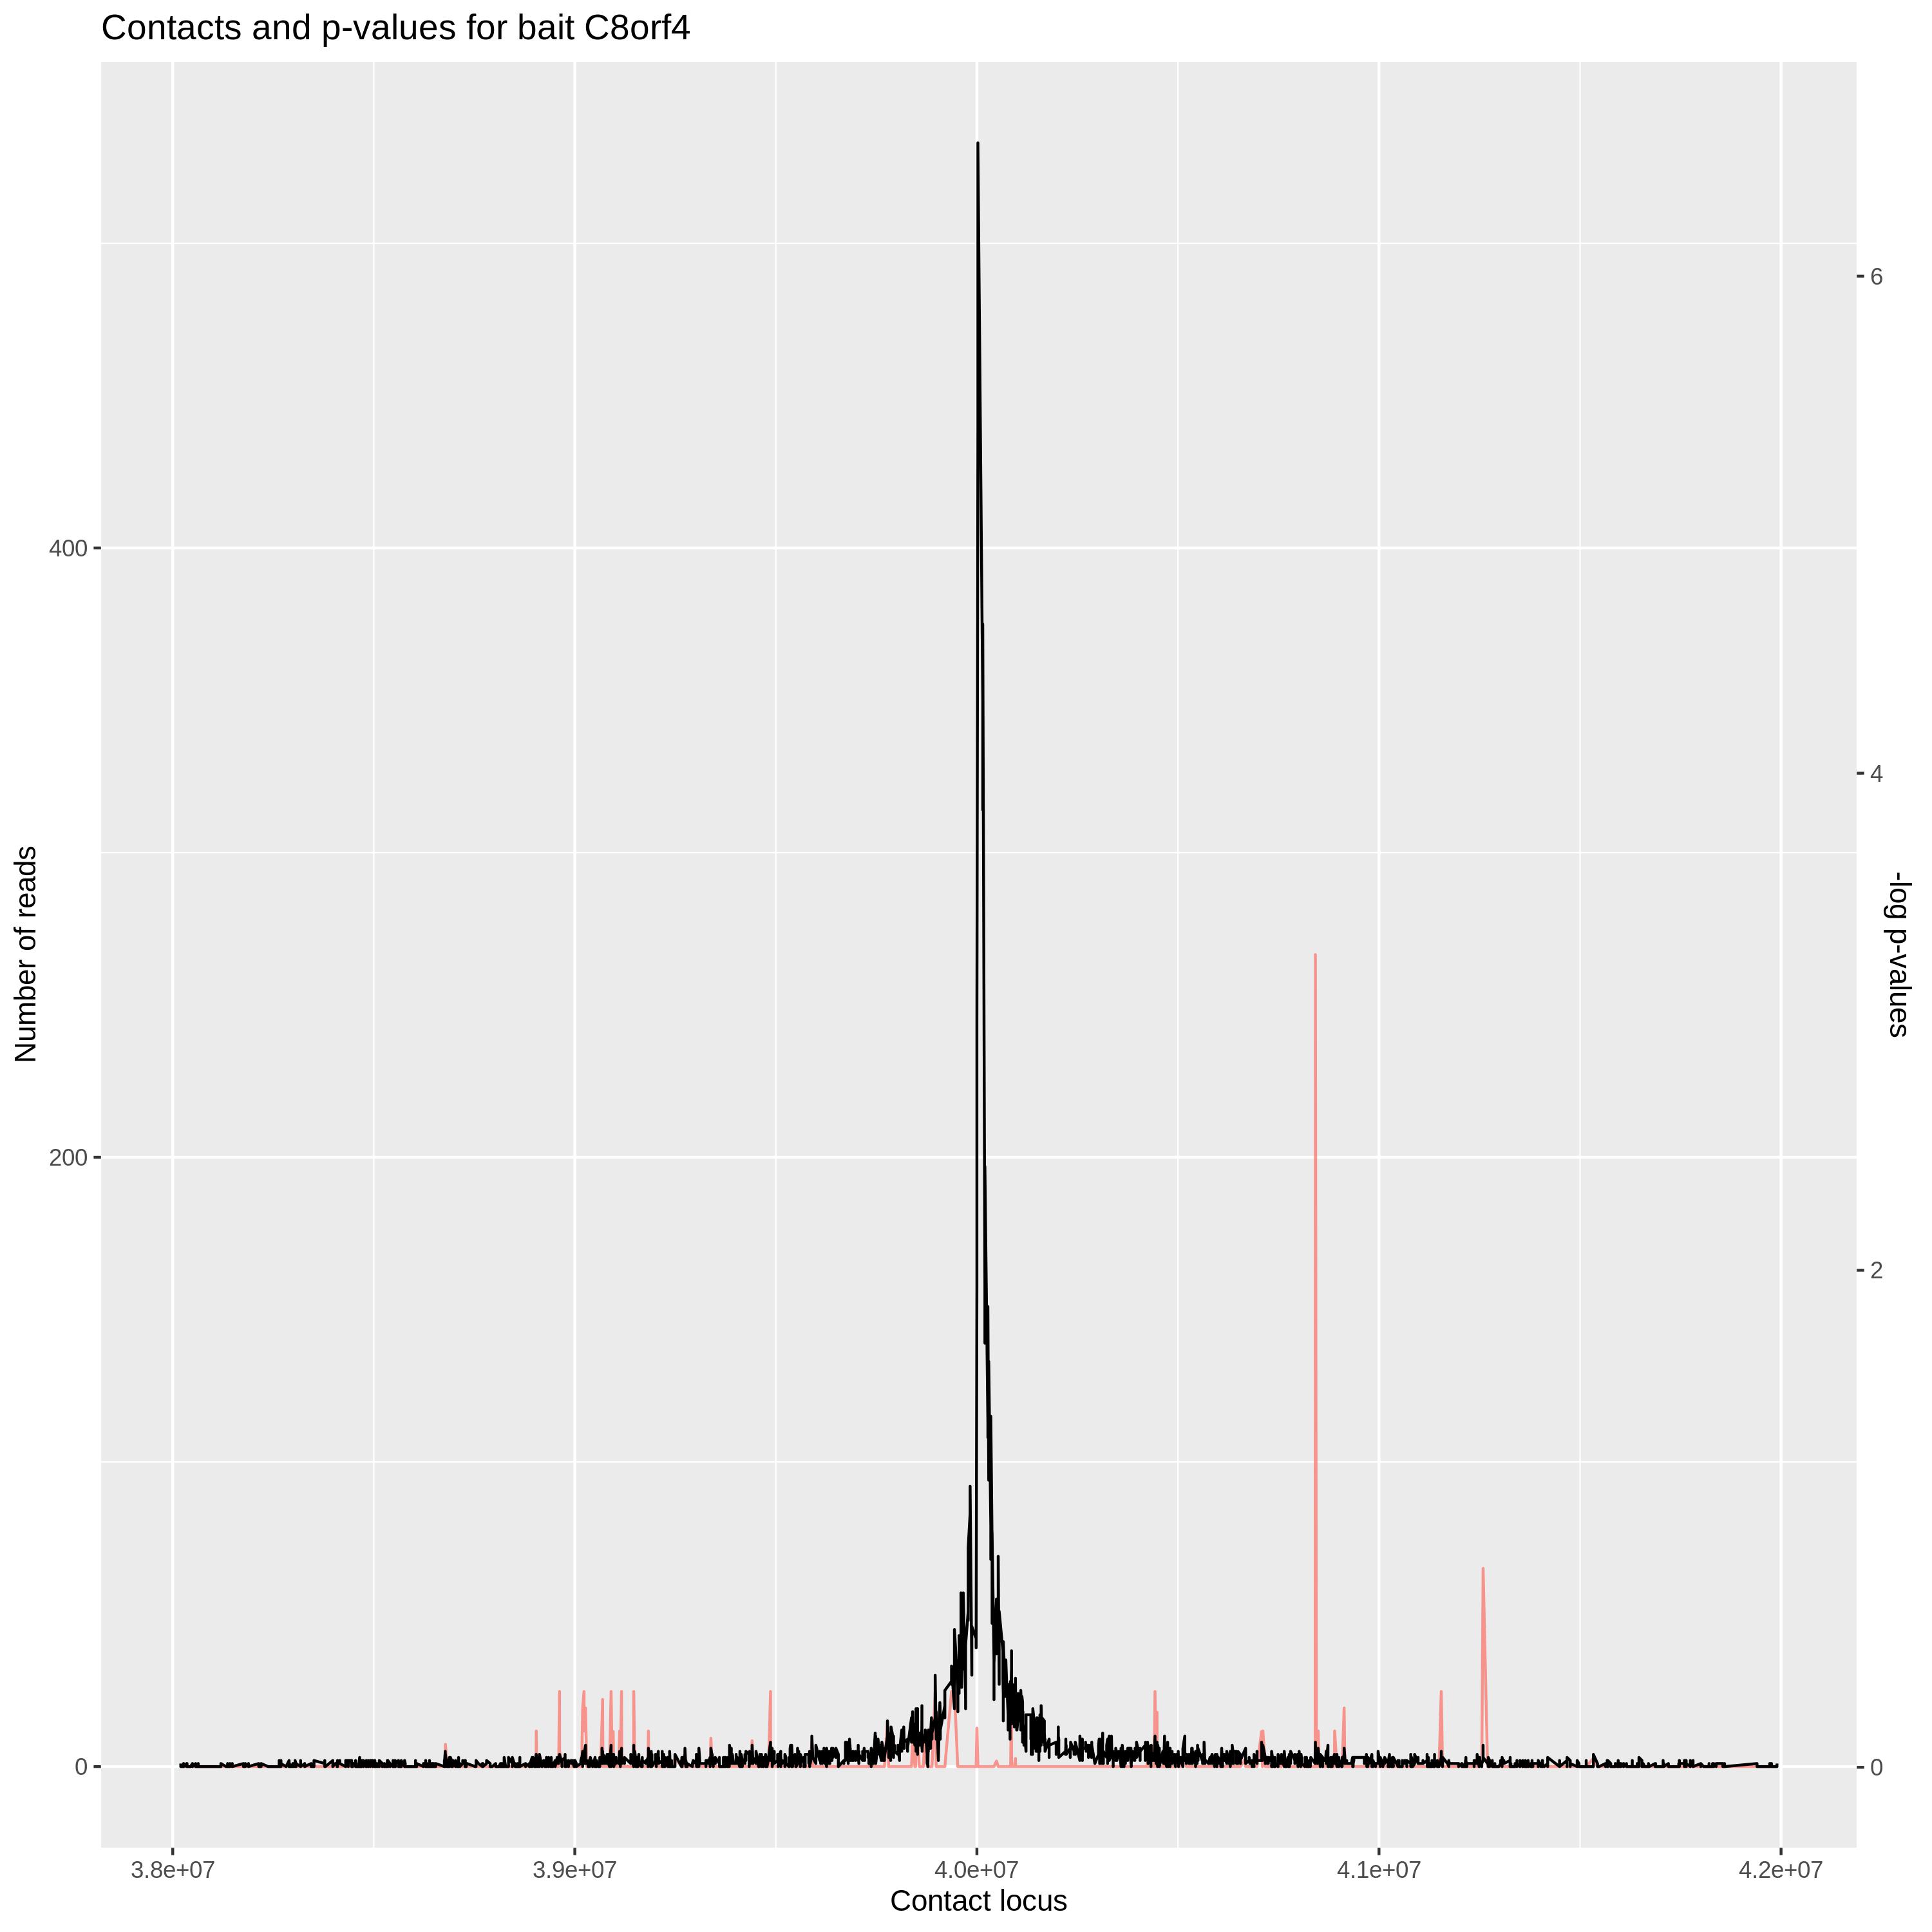 Contacts and p-values for bait C8orf4
Number of reads
400
200
0
6
4
2
0
-log p-values
3.8e+07 3.9e+07 4.0e+07 4.1e+07 4.2e+07
Contact locus